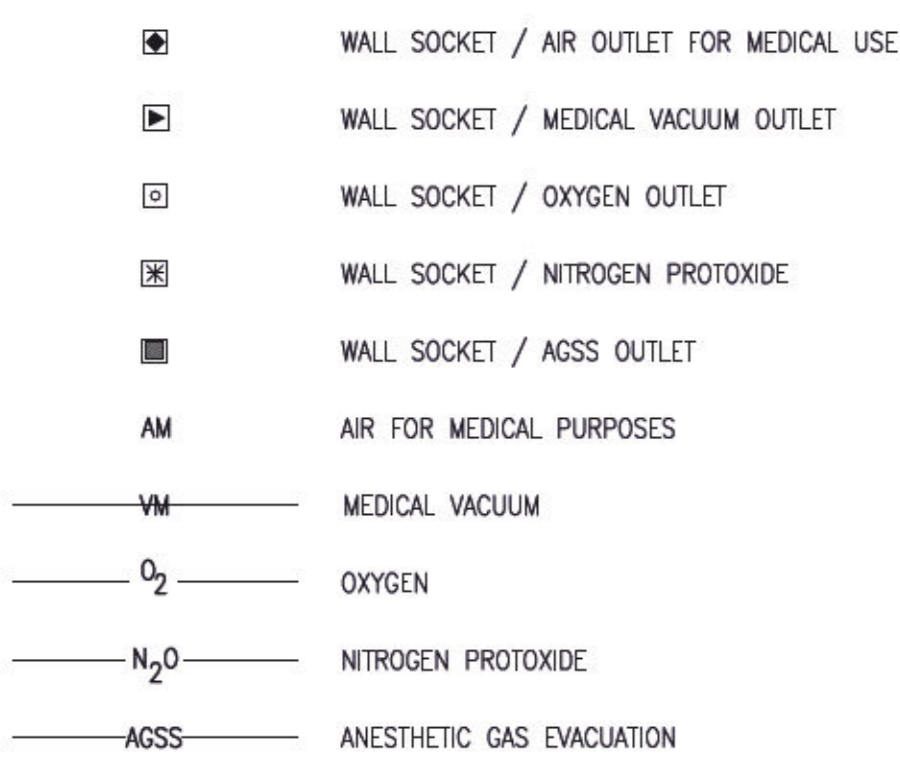 WALL SOCKET / AIR OUTLET FOR MEDICAL USE
WALL SOCKET / MEDICAL VACUUM OUTLET
WALL SOCKET / OXYGEN OUTLET
WALL SOCKET / NITROGEN PROTOXIDE
WALL SOCKET / AGSS OUTLET
AM AIR FOR MEDICAL PURPOSES
VM MEDICAL VACUUM
O₂ OXYGEN
N₂O NITROGEN PROTOXIDE
AGSS ANESTHETIC GAS EVACUATION